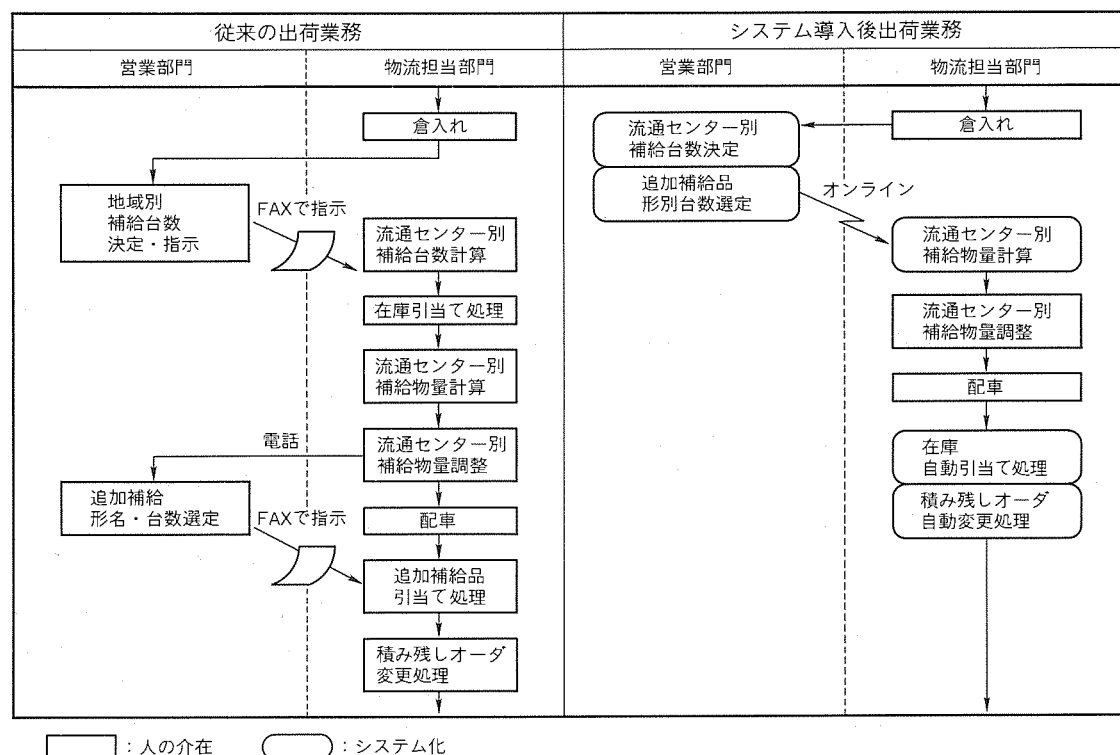 従来の出荷業務
システム導入後出荷業務
営業部門
物流担当部門
営業部門
物流担当部門
倉入れ
地域別
補給台数
決定・指示
FAXで指示
流通センター別
補給台数計算
在庫引当て処理
流通センター別
補給物量計算
電話
流通センター別
補給物量調整
追加補給
形名・台数選定
FAXで指示
配車
追加補給品
引当て処理
積み残しオーダ
変更処理
倉入れ
流通センター別
補給台数決定
追加補給品
形別台数選定
オンライン
流通センター別
補給物量計算
流通センター別
補給物量調整
配車
在庫
自動引当て処理
積み残しオーダ
自動変更処理
：人の介在
：システム化